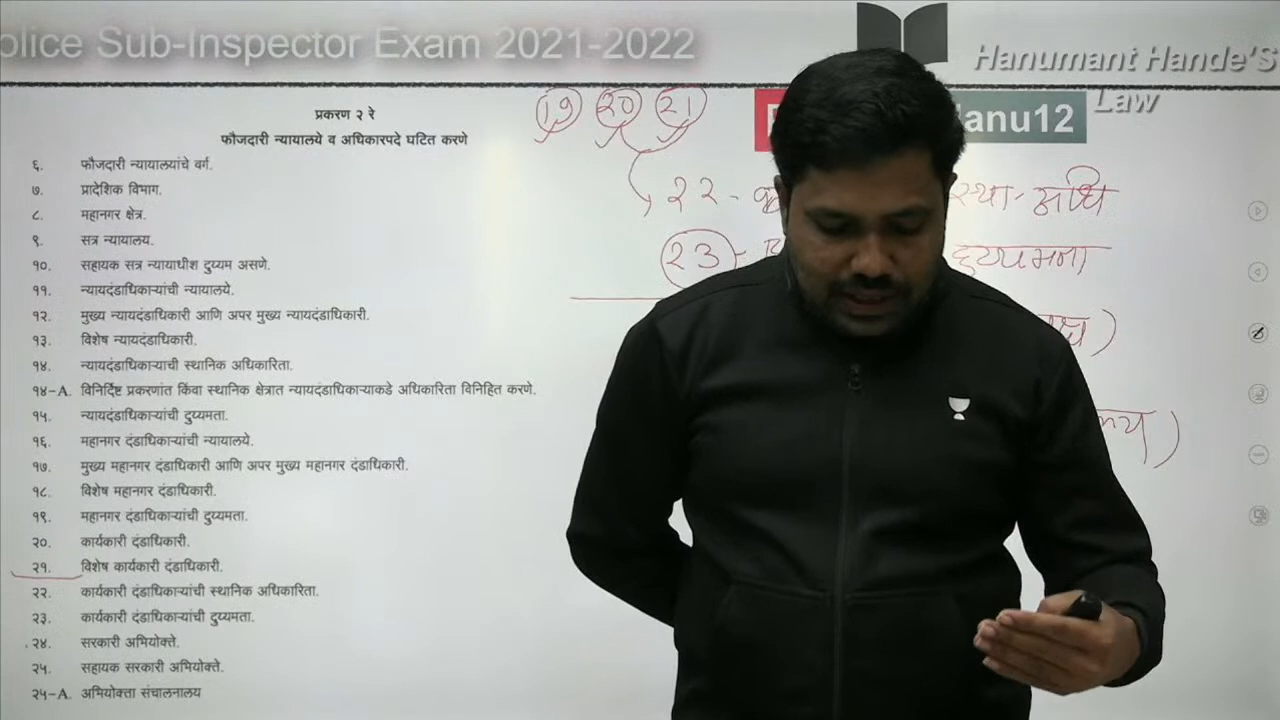 olice Sub-Inspector Exam 2021-2022
Hanumant Hande'S
Law
anu12
प्रकरण २ रे
फौजदारी न्यायालये व अधिकारपदे घटित करणे
६. फौजदारी न्यायालयांचे वर्ग.
७. प्रादेशिक विभाग.
८. महानगर क्षेत्र.
९. सत्र न्यायालय.
१०. सहायक सत्र न्यायाधीश दुय्यम असणे.
११. न्यायदंडाधिकाऱ्यांची न्यायालये.
१२. मुख्य न्यायदंडाधिकारी आणि अपर मुख्य न्यायदंडाधिकारी.
१३. विशेष न्यायदंडाधिकारी.
१४. न्यायदंडाधिकाऱ्याची स्थानिक अधिकारिता.
१४-A. विनिर्दिष्ट प्रकरणांत किंवा स्थानिक क्षेत्रात न्यायदंडाधिकाऱ्याकडे अधिकारिता विनिहित करणे.
१५. न्यायदंडाधिकाऱ्यांची दुय्यमता.
१६. महानगर दंडाधिकाऱ्यांची न्यायालये.
१७. मुख्य महानगर दंडाधिकारी आणि अपर मुख्य महानगर दंडाधिकारी.
१८. विशेष महानगर दंडाधिकारी.
१९. महानगर दंडाधिकाऱ्यांची दुय्यमता.
२०. कार्यकारी दंडाधिकारी.
२१. विशेष कार्यकारी दंडाधिकारी.
२२. कार्यकारी दंडाधिकाऱ्यांची स्थानिक अधिकारिता.
२३. कार्यकारी दंडाधिकाऱ्यांची दुय्यमता.
२४. सरकारी अभियोक्ते.
२५. सहायक सरकारी अभियोक्ते.
२५-A. अभियोक्ता संचालनालय
19 20 21
२२ - स्था - अधि
23 - दुय्यमता